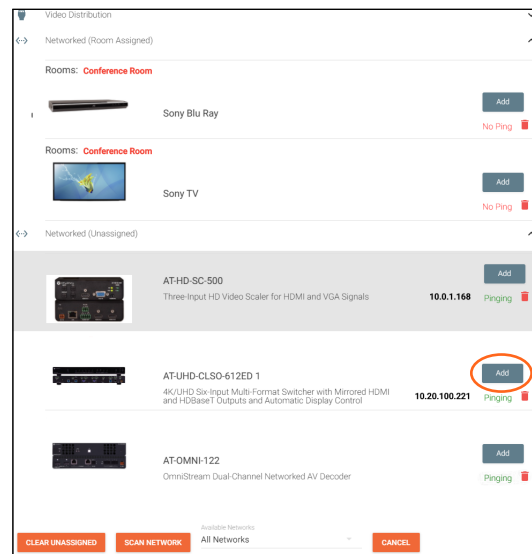 Video Distribution
Networked (Room Assigned)
Rooms: Conference Room
Sony Blu Ray
Add
No Ping
Rooms: Conference Room
Sony TV
Add
No Ping
Networked (Unassigned)
AT-HD-SC-500
Three-Input HD Video Scaler for HDMI and VGA Signals
10.0.1.168
Add
Pinging
AT-UHD-CLSO-612ED 1
4K/UHD Six-Input Multi-Format Switcher with Mirrored HDMI
and HDBaseT Outputs and Automatic Display Control
10.20.100.221
Add
Pinging
AT-OMNI-122
OmniStream Dual-Channel Networked AV Decoder
Add
Pinging
CLEAR UNASSIGNED
SCAN NETWORK
Available Networks
All Networks
CANCEL